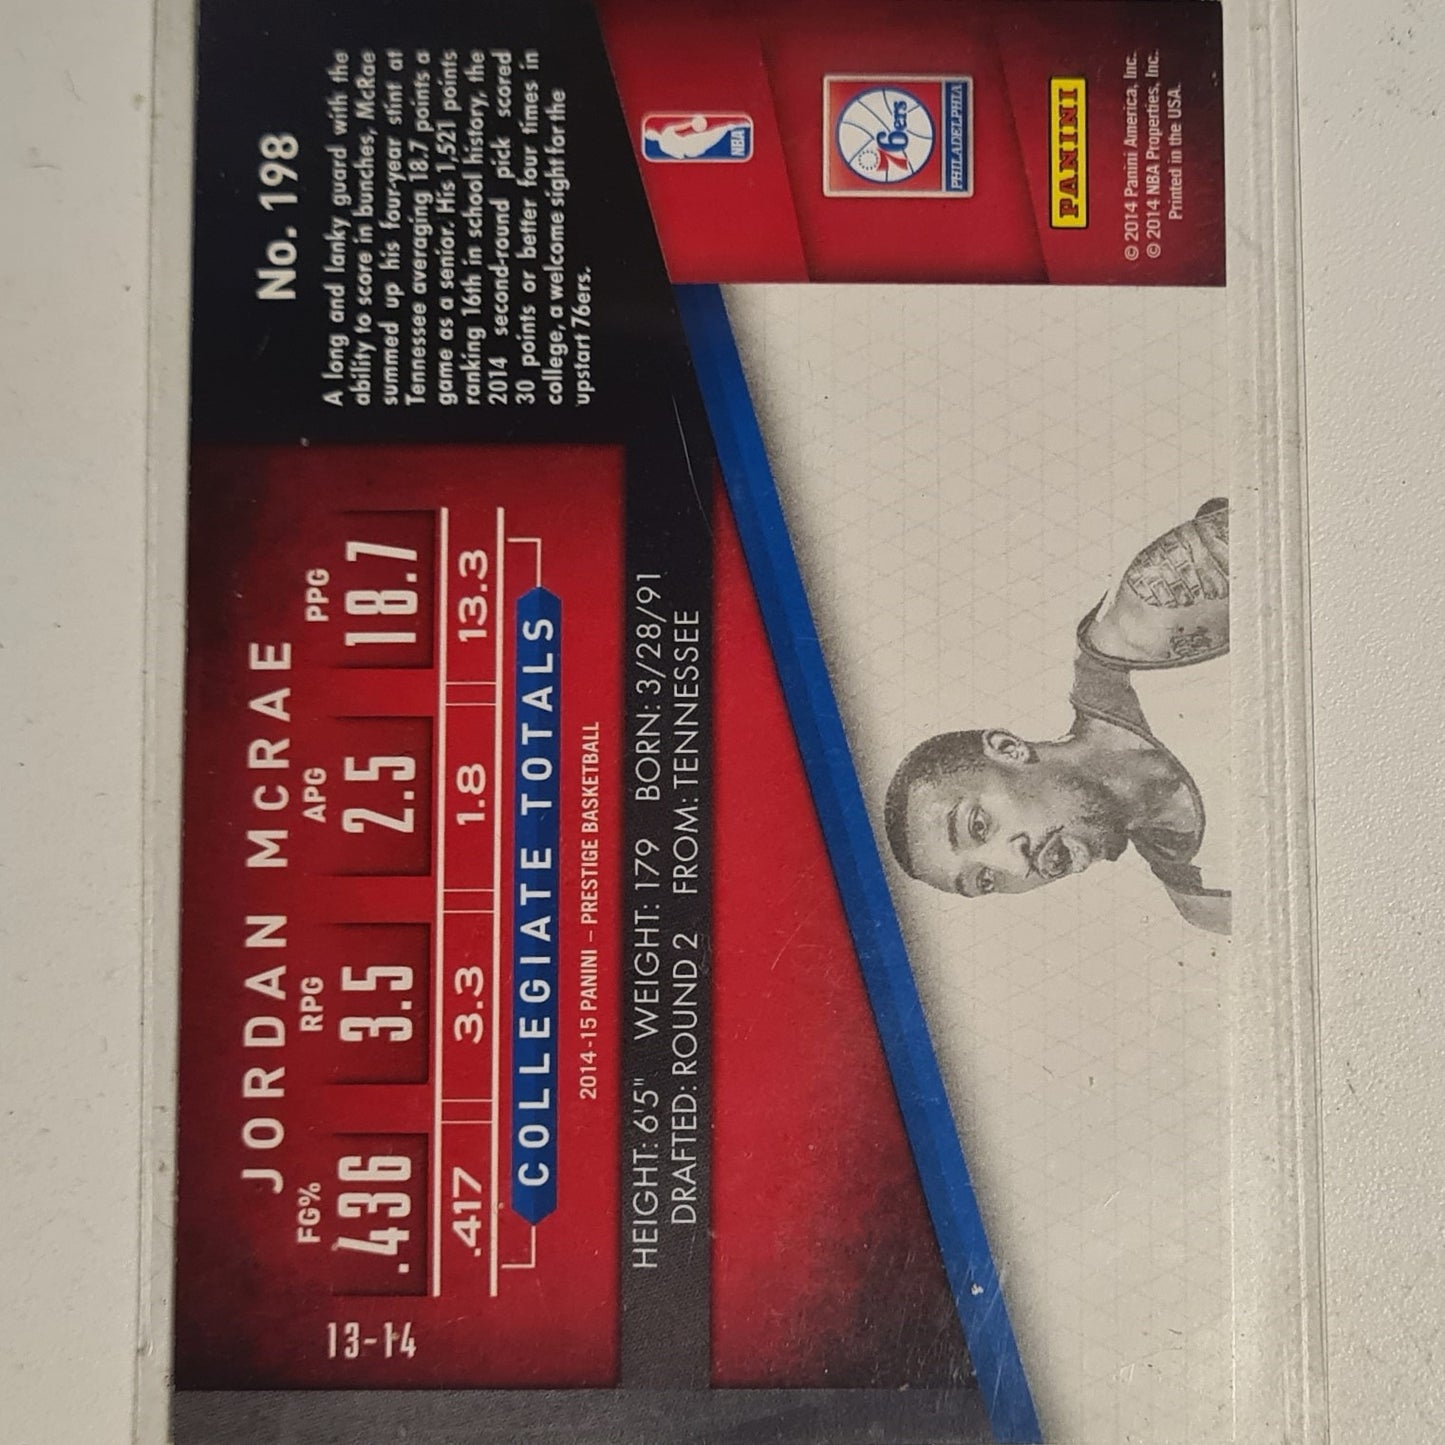 JORDAN MCRAE
No. 198
FG% RPG APG PPG
13-14 .436 3.5 2.5 18.7
.417 3.3 1.8 13.3
COLLEGIATE TOTALS
2014-15 PANINI – PRESTIGE BASKETBALL
HEIGHT: 6'5" WEIGHT: 179 BORN: 3/28/91
DRAFTED: ROUND 2 FROM: TENNESSEE
A long and lanky guard with the
ability to score in bunches, McRae
summed up his four-year stint at
Tennessee averaging 18.7 points a
game as a senior. His 1,521 points
ranking 16th in school history, the
2014 second-round pick scored
30 points or better four times in
college, a welcome sight for the
upstart 76ers.
NBA
76ers
PHILADELPHIA
PANINI
© 2014 Panini America, Inc.
© 2014 NBA Properties, Inc.
Printed in the USA.